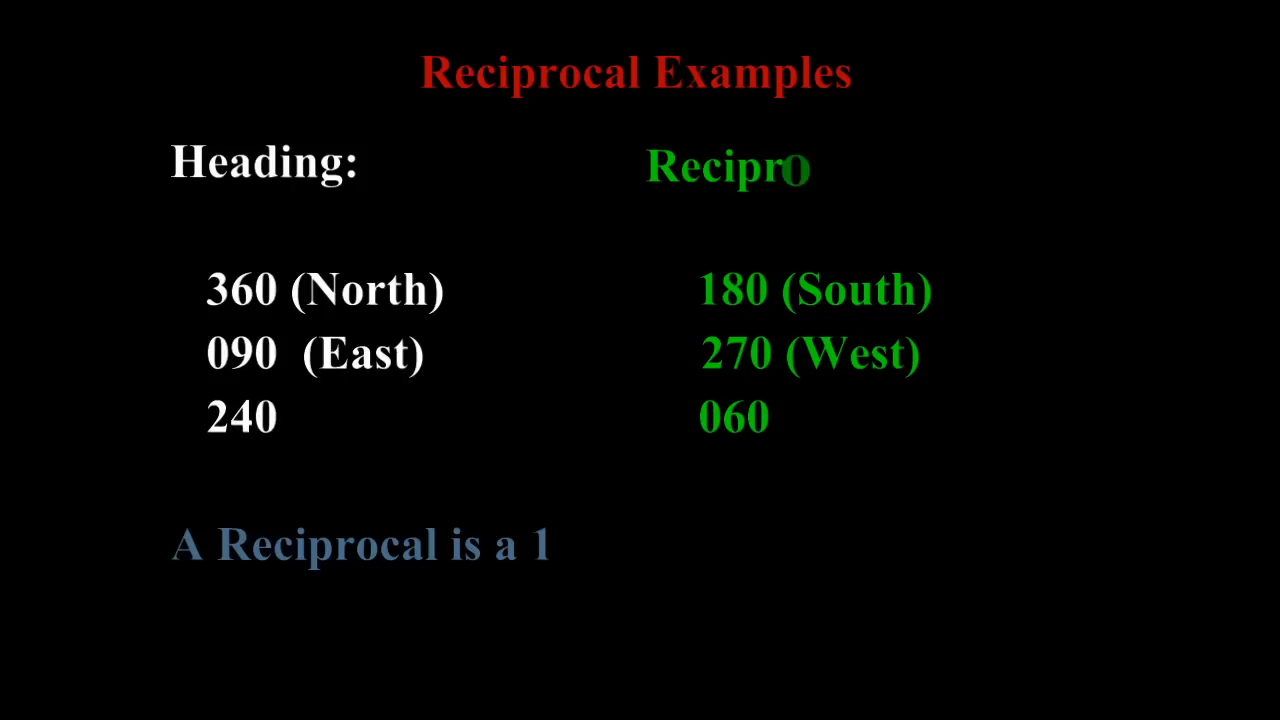 Reciprocal Examples
Heading: Recipro
360 (North) 180 (South)
090 (East) 270 (West)
240 060
A Reciprocal is a 1